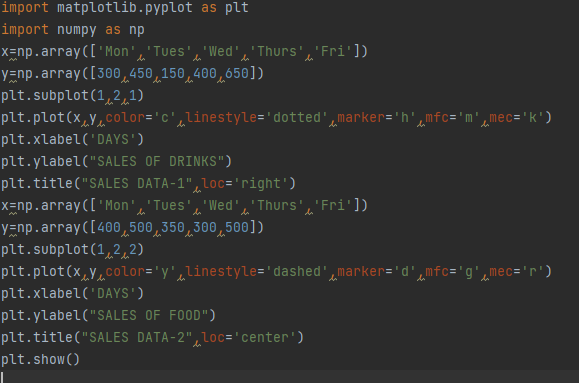 import matplotlib.pyplot as plt
import numpy as np
x=np.array(['Mon','Tues','Wed','Thurs','Fri'])
y=np.array([300,450,150,400,650])
plt.subplot(1,2,1)
plt.plot(x,y,color='c',linestyle='dotted',marker='h',mfc='m',mec='k')
plt.xlabel('DAYS')
plt.ylabel("SALES OF DRINKS")
plt.title("SALES DATA-1",loc='right')
x=np.array(['Mon','Tues','Wed','Thurs','Fri'])
y=np.array([400,500,350,300,500])
plt.subplot(1,2,2)
plt.plot(x,y,color='y',linestyle='dashed',marker='d',mfc='g',mec='r')
plt.xlabel('DAYS')
plt.ylabel("SALES OF FOOD")
plt.title("SALES DATA-2",loc='center')
plt.show()